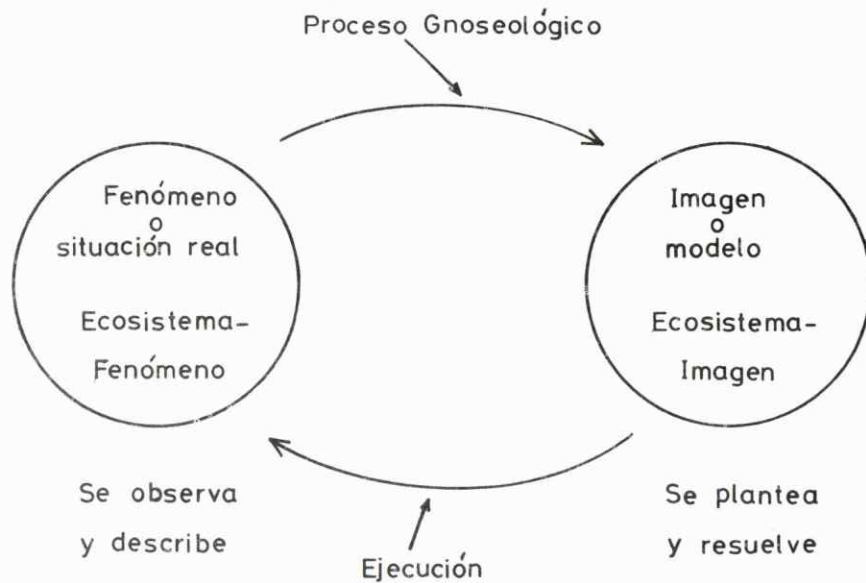 Proceso Gnoseológico
Fenómeno
o
situación real
Ecosistema-
Fenómeno
Imagen
o
modelo
Ecosistema-
Imagen
Se observa
y describe
Se plantea
y resuelve
Ejecución